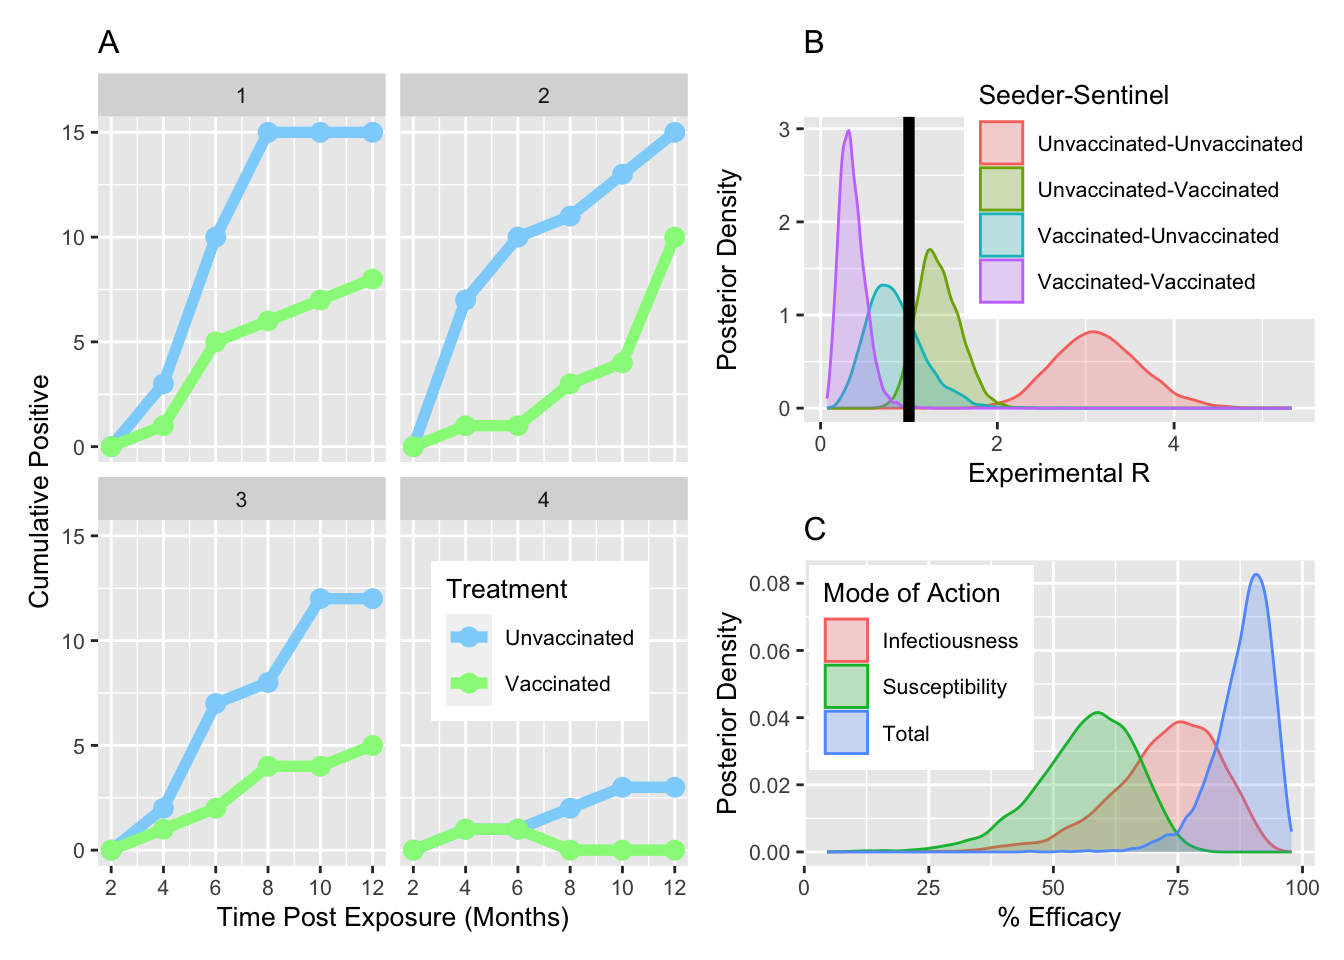 A
1
2
15
10
5
0
3
4
15
10
5
0
Treatment
Unvaccinated
Vaccinated
2 4 6 8 10 12 2 4 6 8 10 12
Time Post Exposure (Months)
Cumulative Positive
B
Seeder-Sentinel
Unvaccinated-Unvaccinated
Unvaccinated-Vaccinated
Vaccinated-Unvaccinated
Vaccinated-Vaccinated
3
2
1
0
0 2 4
Experimental R
Posterior Density
C
Mode of Action
Infectiousness
Susceptibility
Total
0.08
0.06
0.04
0.02
0.00
0 25 50 75 100
% Efficacy
Posterior Density